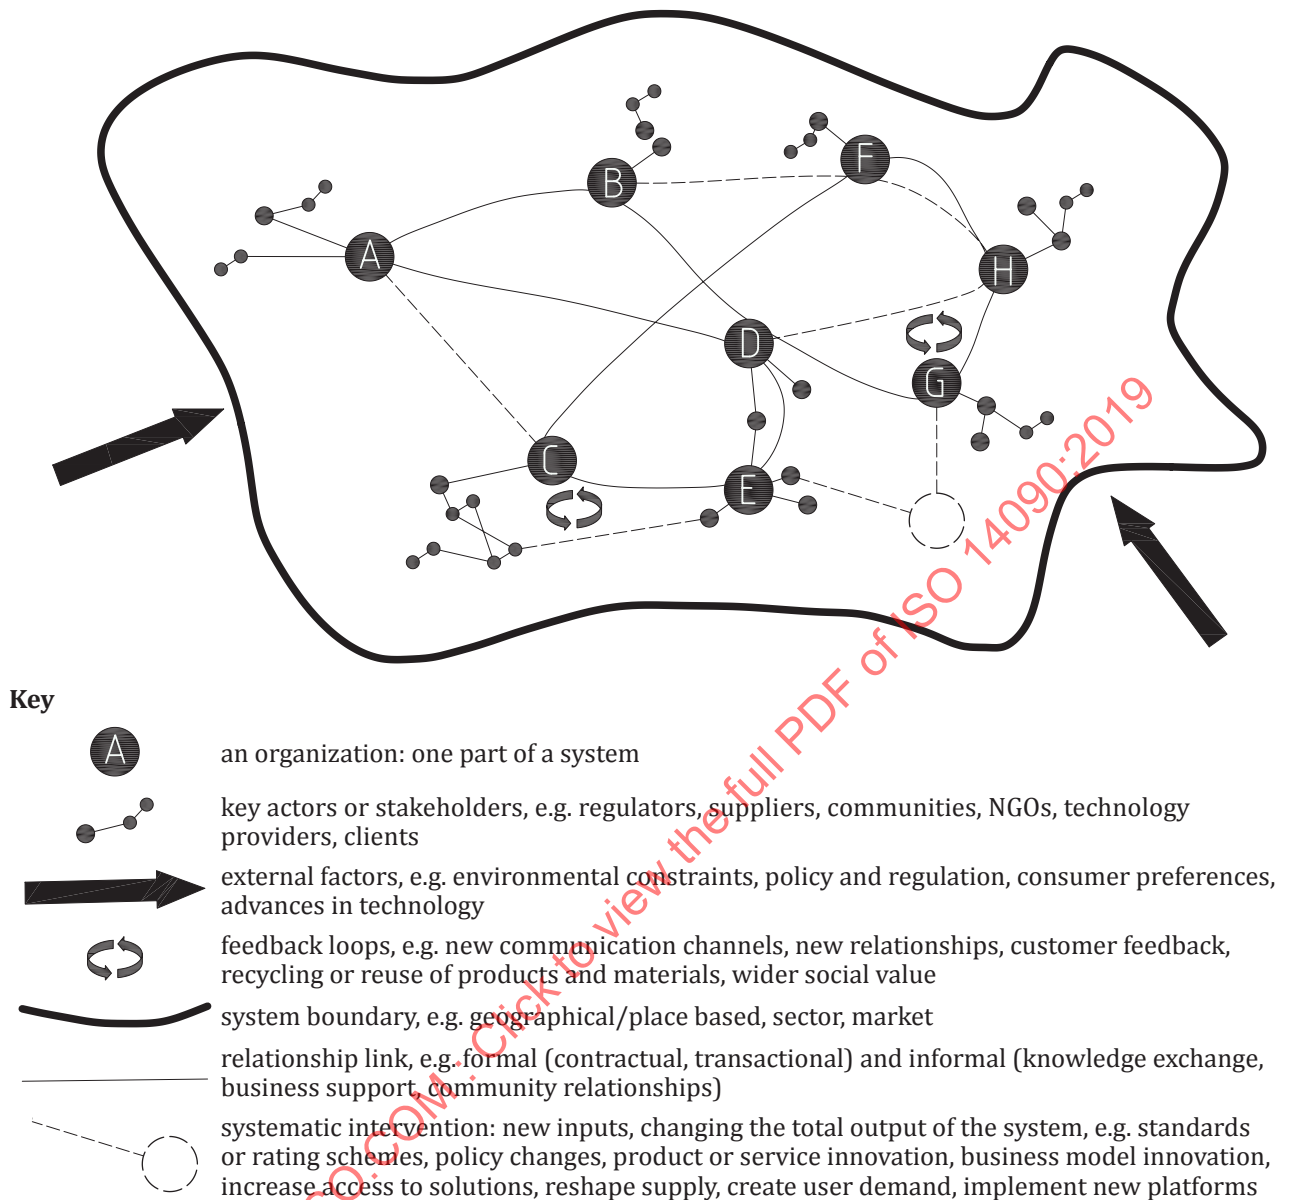 B
F
A
H
D
G
C
E
Key
A
an organization: one part of a system
key actors or stakeholders, e.g. regulators, suppliers, communities, NGOs, technology
providers, clients
external factors, e.g. environmental constraints, policy and regulation, consumer preferences,
advances in technology
feedback loops, e.g. new communication channels, new relationships, customer feedback,
recycling or reuse of products and materials, wider social value
system boundary, e.g. geographical/place based, sector, market
relationship link, e.g. formal (contractual, transactional) and informal (knowledge exchange,
business support, community relationships)
systematic intervention: new inputs, changing the total output of the system, e.g. standards
or rating schemes, policy changes, product or service innovation, business model innovation,
increase access to solutions, reshape supply, create user demand, implement new platforms
SO.COM : Click to view the full PDF of ISO 14090:2019